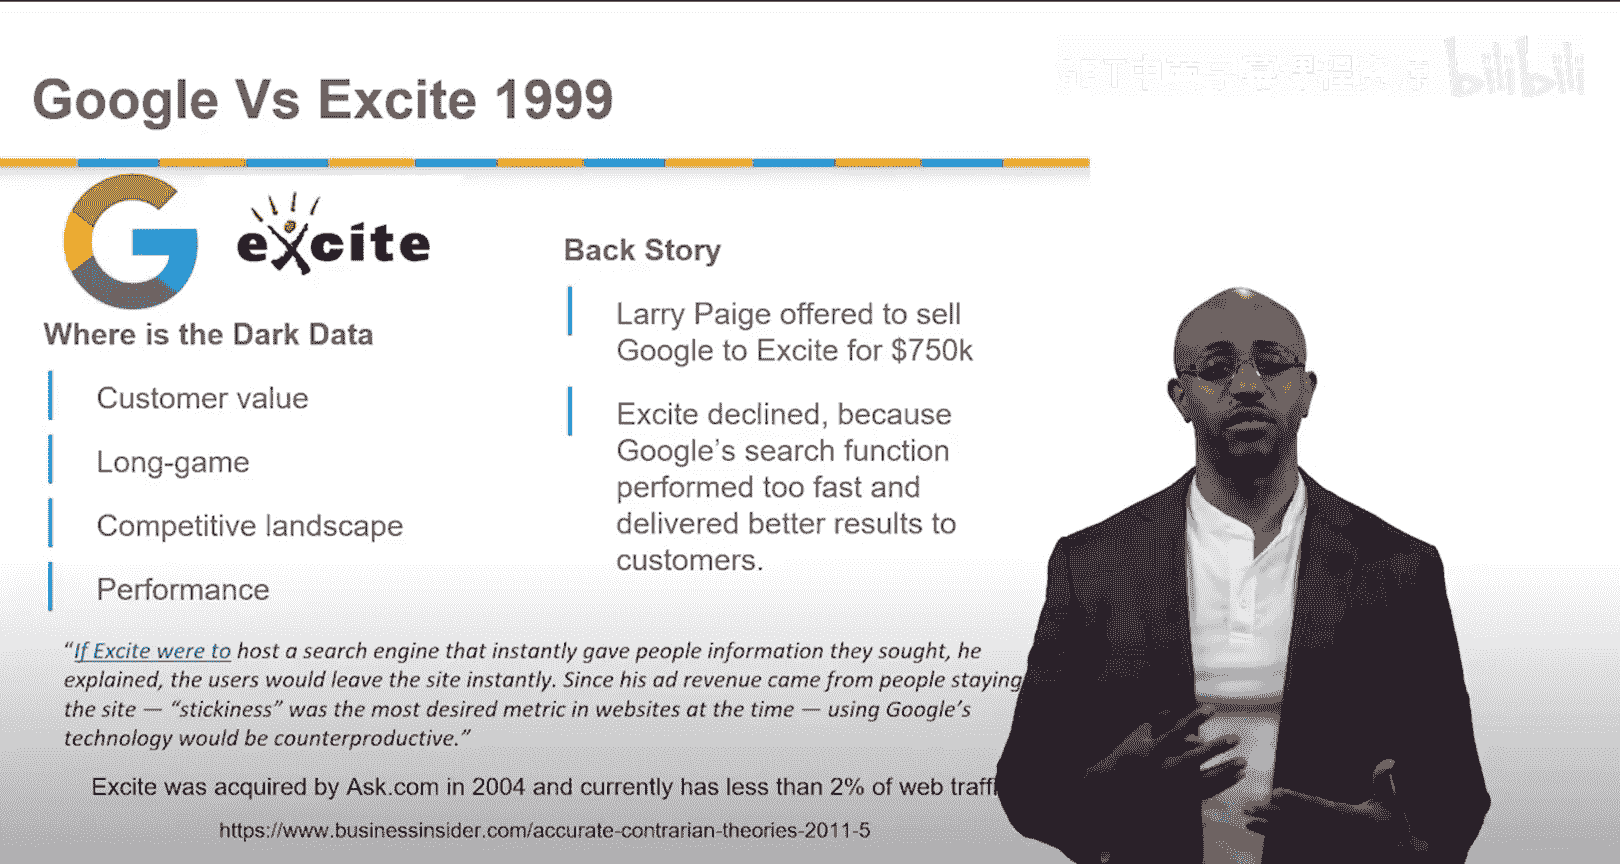 Google Vs Excite 1999
bilibili
excite
Where is the Dark Data
Customer value
Long-game
Competitive landscape
Performance
Back Story
Larry Paige offered to sell
Google to Excite for $750k
Excite declined, because
Google’s search function
performed too fast and
delivered better results to
customers.
“If Excite were to host a search engine that instantly gave people information they sought, he
explained, the users would leave the site instantly. Since his ad revenue came from people staying
the site — “stickiness” was the most desired metric in websites at the time — using Google’s
technology would be counterproductive.”
Excite was acquired by Ask.com in 2004 and currently has less than 2% of web traffi
https://www.businessinsider.com/accurate-contrarian-theories-2011-5